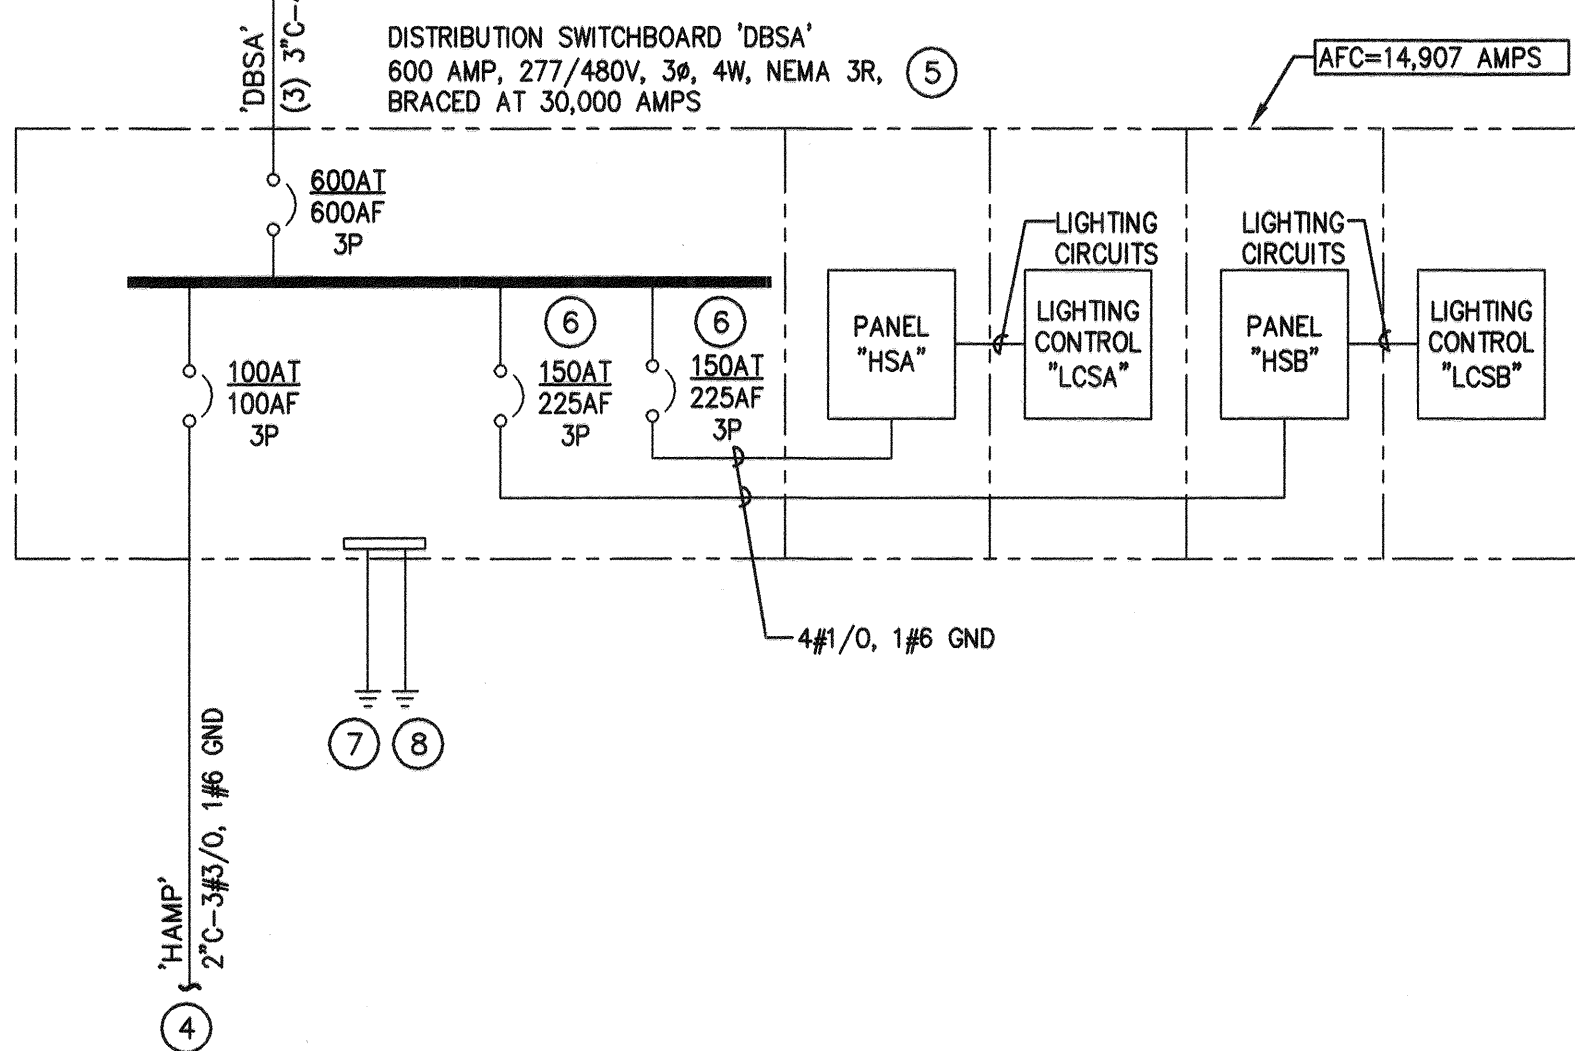 'DBSA'
(3) 3"C-
DISTRIBUTION SWITCHBOARD 'DBSA'
600 AMP, 277/480V, 3ø, 4W, NEMA 3R,
BRACED AT 30,000 AMPS
5
AFC=14,907 AMPS
600AT
600AF
3P
6
6
100AT
100AF
3P
150AT
225AF
3P
150AT
225AF
3P
PANEL
"HSA"
LIGHTING
CIRCUITS
LIGHTING
CONTROL
"LCSA"
LIGHTING
CIRCUITS
PANEL
"HSB"
LIGHTING
CONTROL
"LCSB"
4#1/0, 1#6 GND
7
8
'HAMP'
2"C-3#3/0, 1#6 GND
4